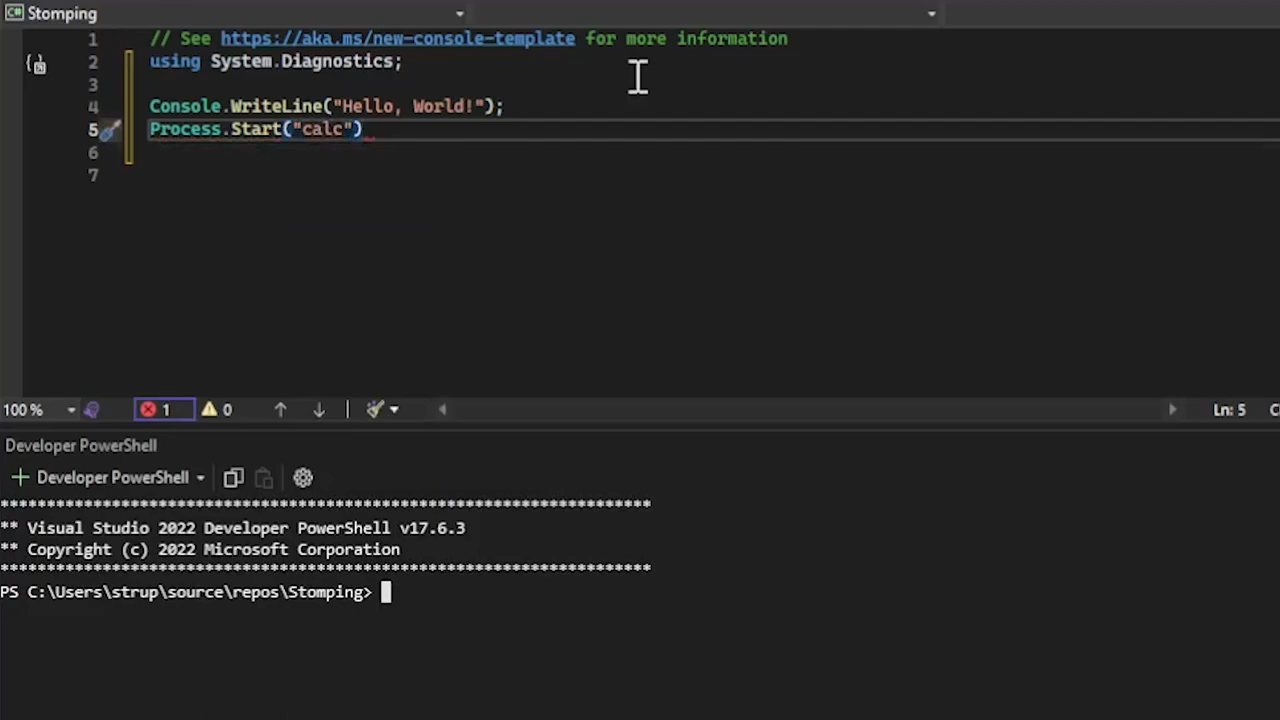 C# Stomping
1 // See https://aka.ms/new-console-template for more information
2 using System.Diagnostics;
3
4 Console.WriteLine("Hello, World!");
5 Process.Start("calc")
6
7
100 % 1 0 Ln: 5 C
Developer PowerShell
+ Developer PowerShell
************************************************************************
** Visual Studio 2022 Developer PowerShell v17.6.3
** Copyright (c) 2022 Microsoft Corporation
************************************************************************
PS C:\Users\strup\source\repos\Stomping>